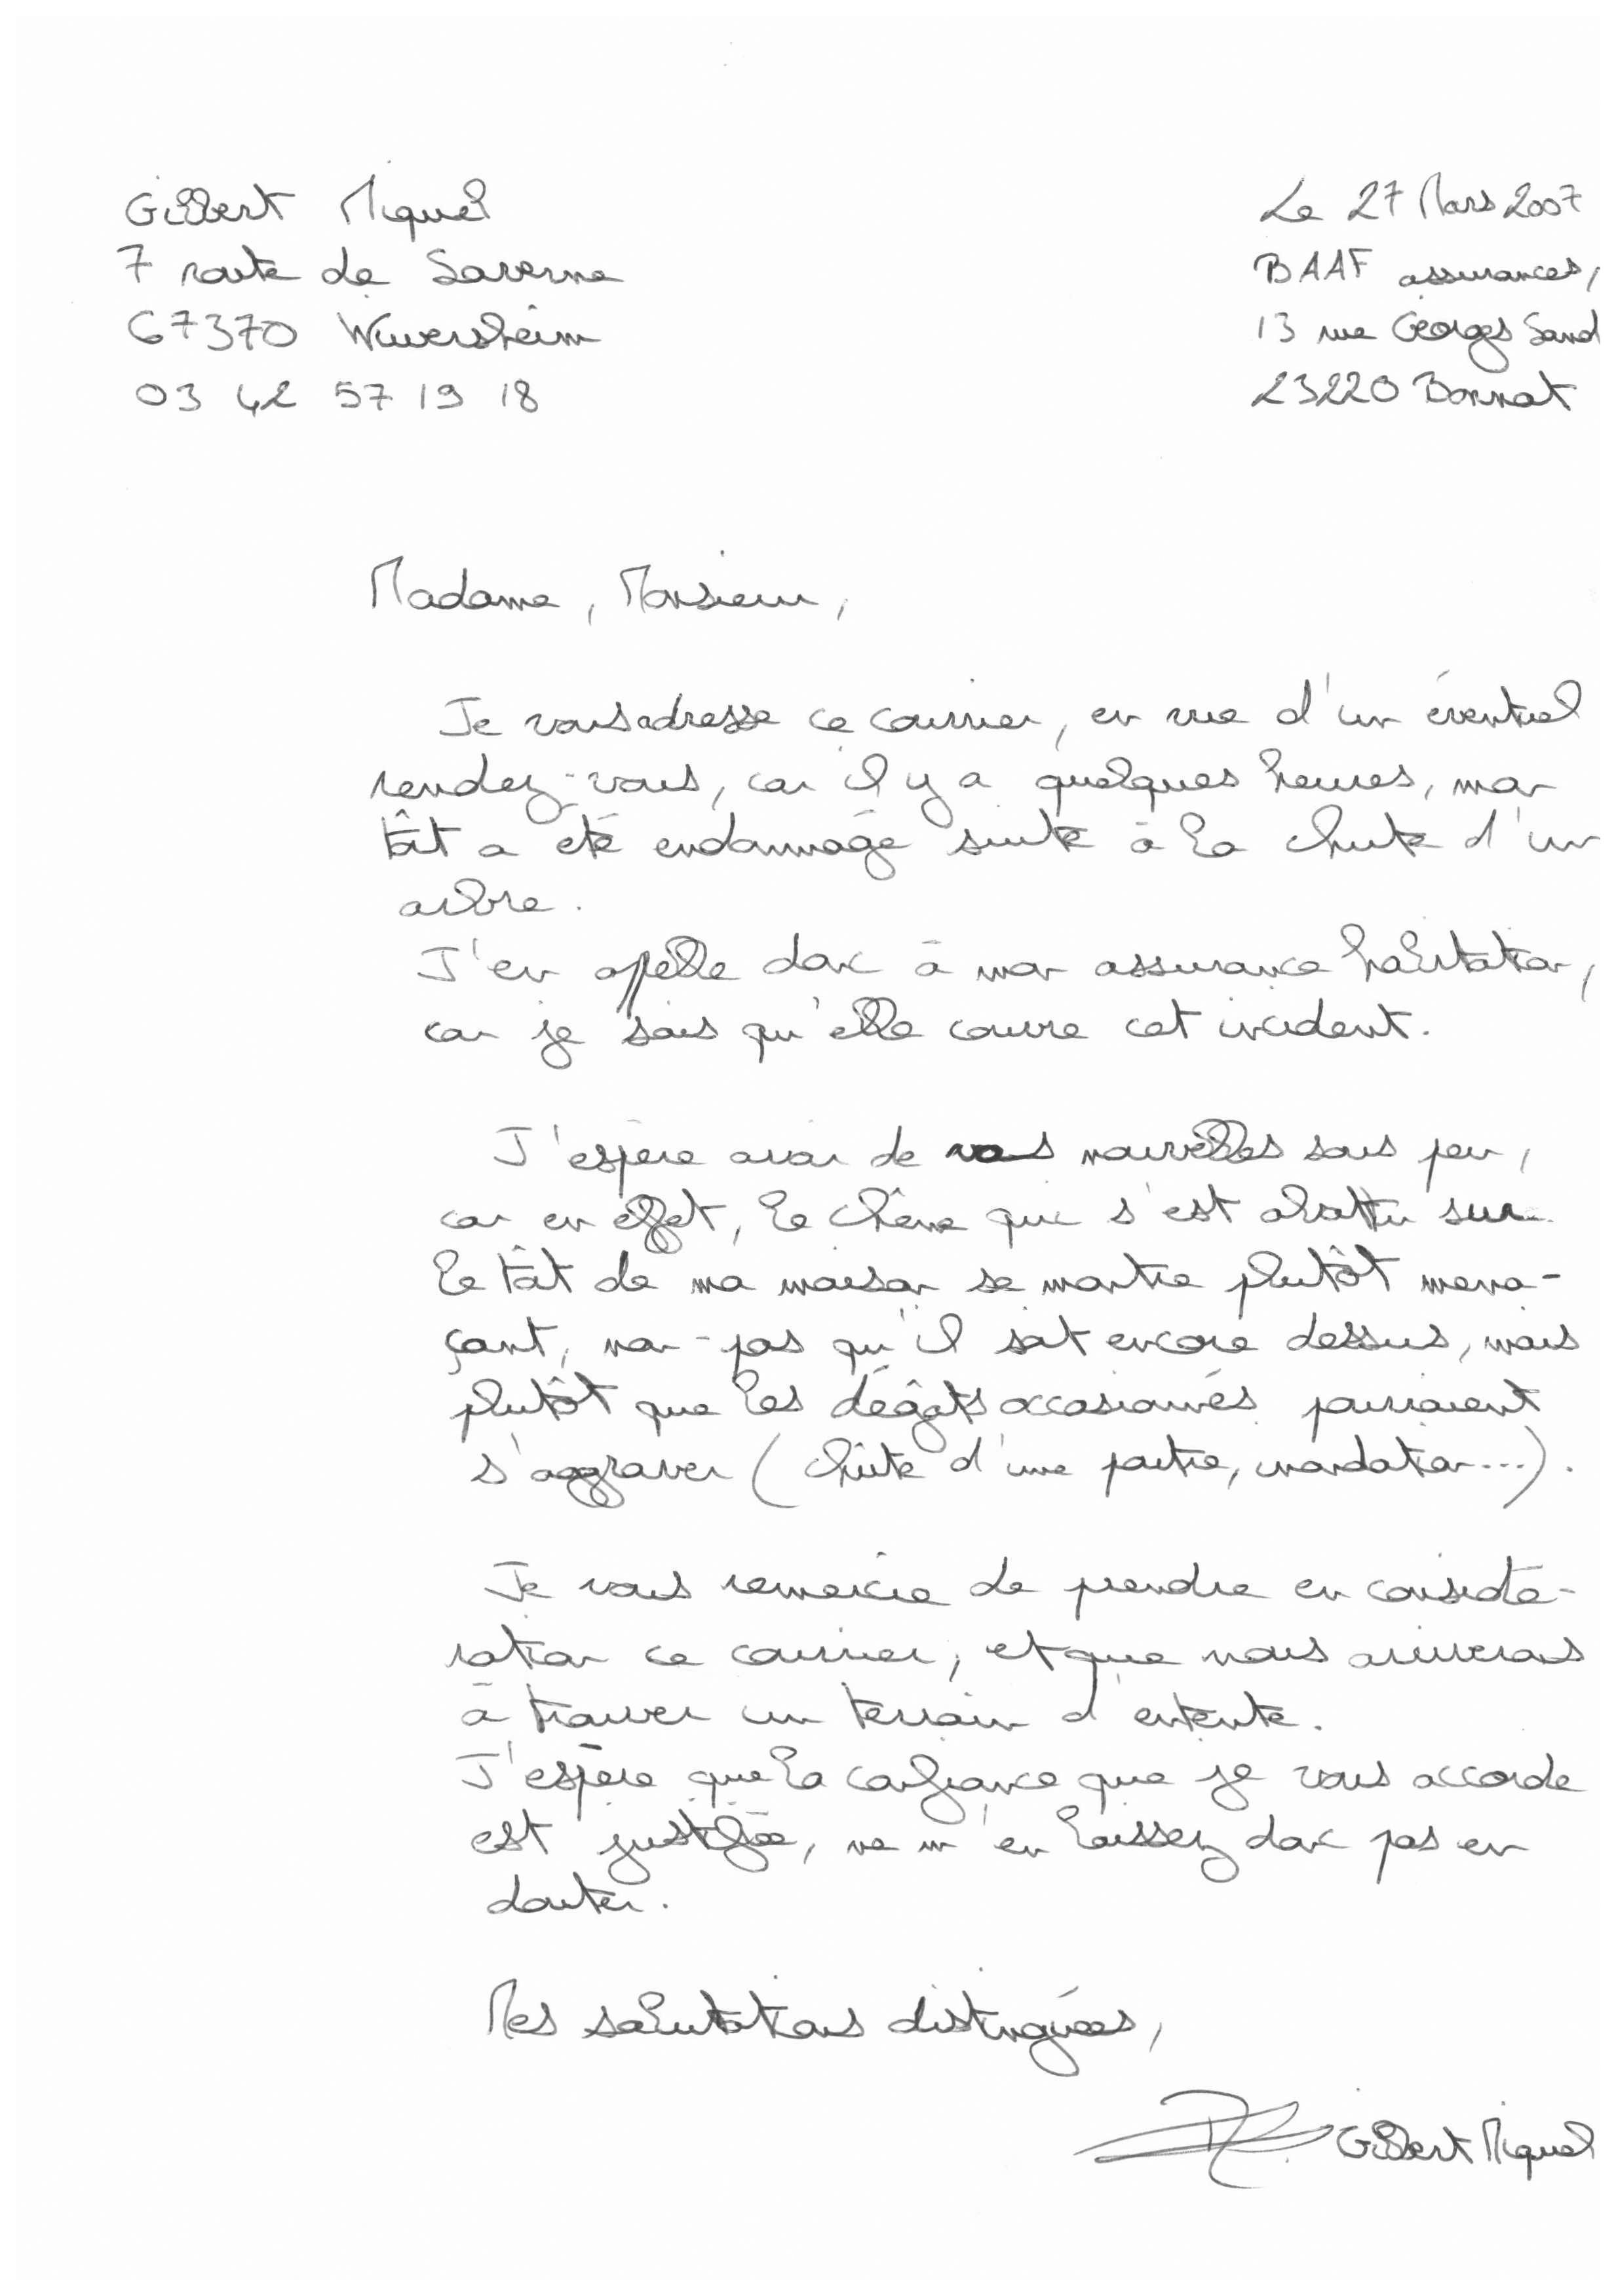 Gilbert Miquel
7 route de Saverne
67370 Wiwersheim
03 42 57 19 18
Le 27 Mars 2007
BAAF assurances,
13 rue Georges Sand
23220 Bonnat
Madame, Monsieur,
Je vous adresse ce courrier, en vue d'un éventuel
rendez-vous, car il y a quelques heures, mon
toît a été endommagé suite à la chute d'un
arbre.
J'en appelle donc à mon assurance habitation,
car je sais qu'elle couvre cet incident.
J'espère avoir de vos nouvelles sous peu,
car en effet, le chêne qui s'est abattu sur
le toît de ma maison se montre plutôt mena-
çant, non-pas qu'il soit encore dessus, mais
plutôt que les dégâts occasionnés pourraient
s'aggraver (chûte d'une partie, inondation...).
Je vous remercie de prendre en considé-
ration ce courrier, et que nous arriverons
à trouver un terrain d'entente.
J'espère que la confiance que je vous accorde
est justifiée, ne m'en laissez donc pas en
douter.
Mes salutations distinguées,
Gilbert Miquel